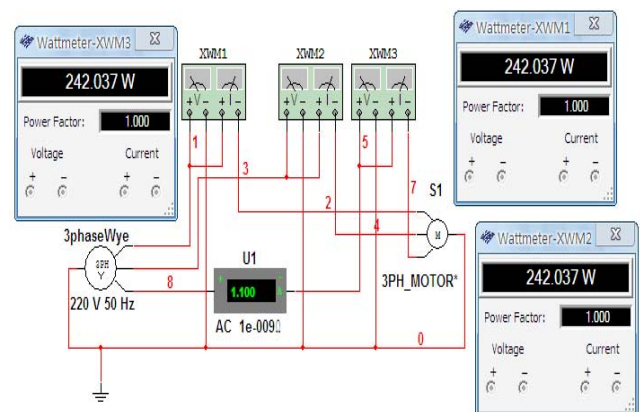 Wattmeter-XWM3
242.037 W
Power Factor: 1.000
Voltage Current
+ - + -
XWM1 XWM2 XWM3
+V- +I- +V- +I- +V- +I-
Wattmeter-XWM1
242.037 W
Power Factor: 1.000
Voltage Current
+ - + -
1
3
5
7
2
4
S1
M
3PH_MOTOR*
3phaseWye
3PH
Y
220 V 50 Hz
8
U1
+ 1.100 -
AC 1e-009Ω
0
Wattmeter-XWM2
242.037 W
Power Factor: 1.000
Voltage Current
+ - + -